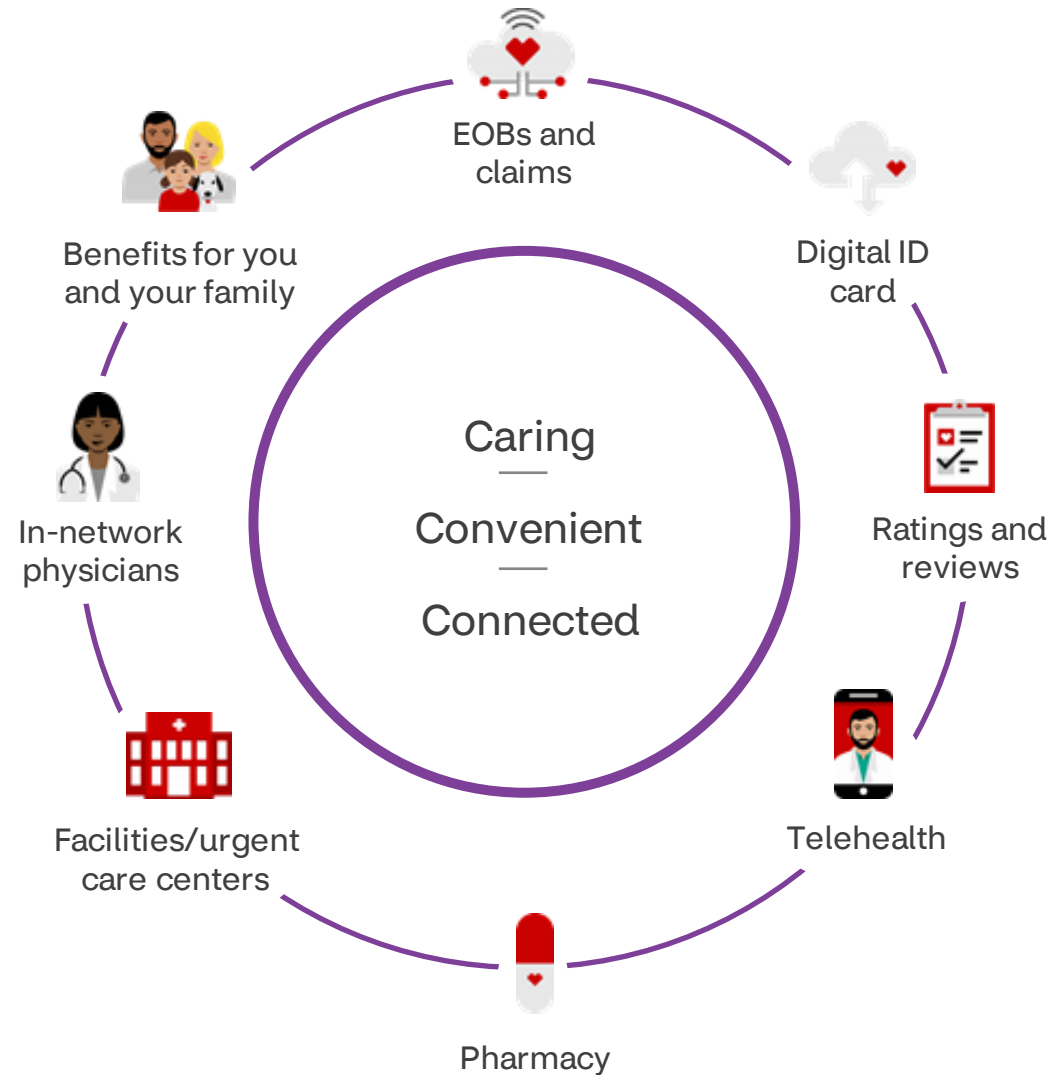 EOBs and
claims
Digital ID
card
Ratings and
reviews
Telehealth
Pharmacy
Facilities/urgent
care centers
In-network
physicians
Benefits for you
and your family
Caring
Convenient
Connected